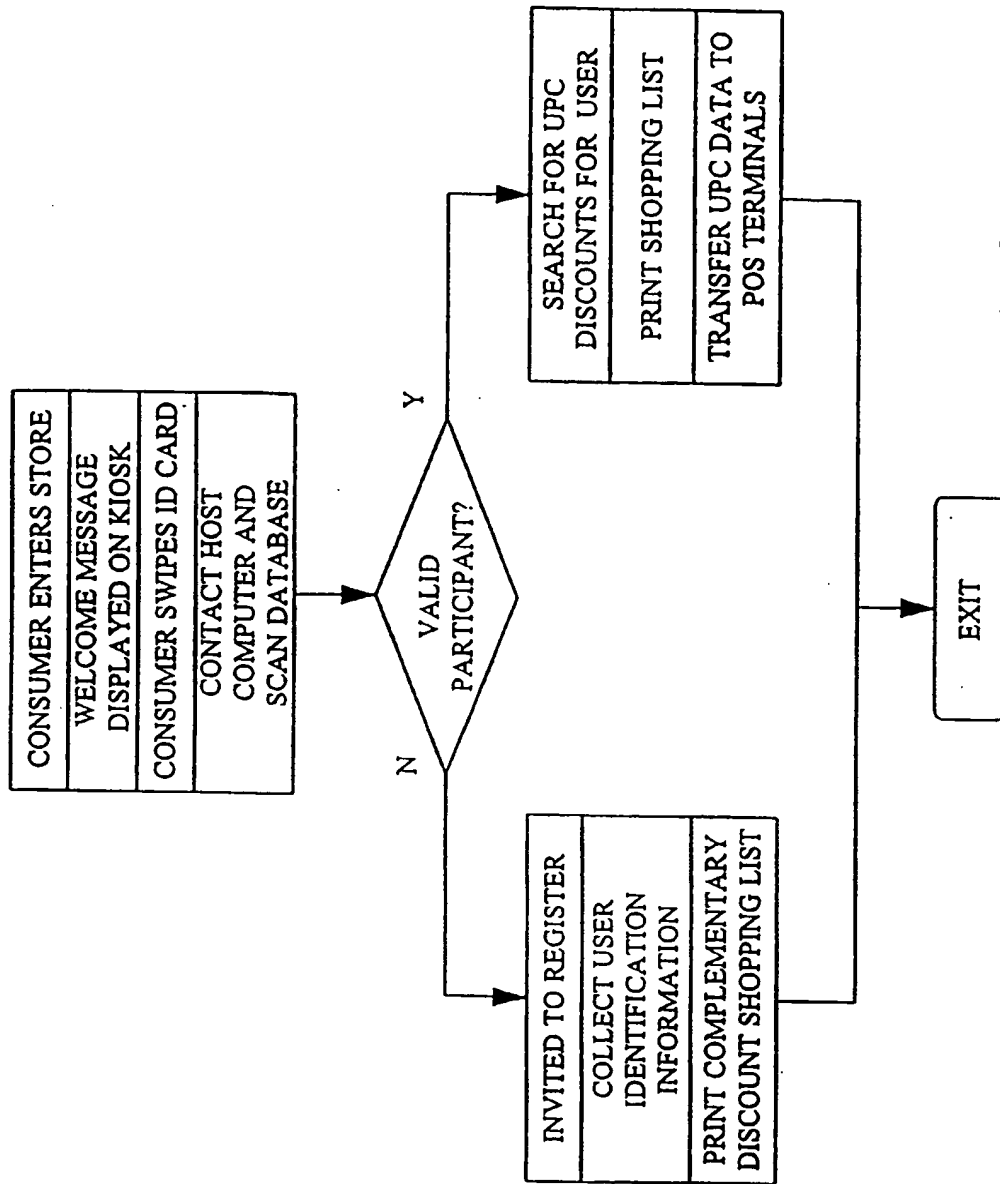 CONSUMER ENTERS STORE
WELCOME MESSAGE
DISPLAYED ON KIOSK
CONSUMER SWIPES ID CARD
CONTACT HOST
COMPUTER AND
SCAN DATABASE
VALID
PARTICIPANT?
N
Y
INVITED TO REGISTER
COLLECT USER
IDENTIFICATION
INFORMATION
PRINT COMPLEMENTARY
DISCOUNT SHOPPING LIST
SEARCH FOR UPC
DISCOUNTS FOR USER
PRINT SHOPPING LIST
TRANSFER UPC DATA TO
POS TERMINALS
EXIT